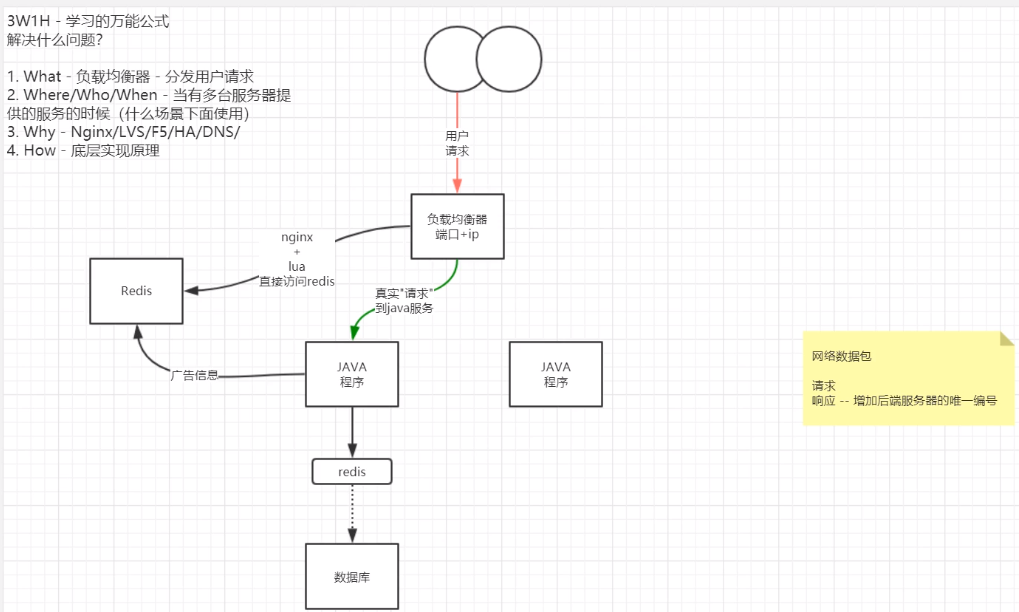 3W1H - 学习的万能公式
解决什么问题?
1. What - 负载均衡器 - 分发用户请求
2. Where/Who/When - 当有多台服务器提
供的服务的时候（什么场景下面使用）
3. Why - Nginx/LVS/F5/HA/DNS/
4. How - 底层实现原理
用户
请求
负载均衡器
端口+ip
nginx
+
lua
直接访问redis
Redis
真实"请求"
到java服务
广告信息
JAVA
程序
JAVA
程序
网络数据包
请求
响应 -- 增加后端服务器的唯一编号
redis
数据库